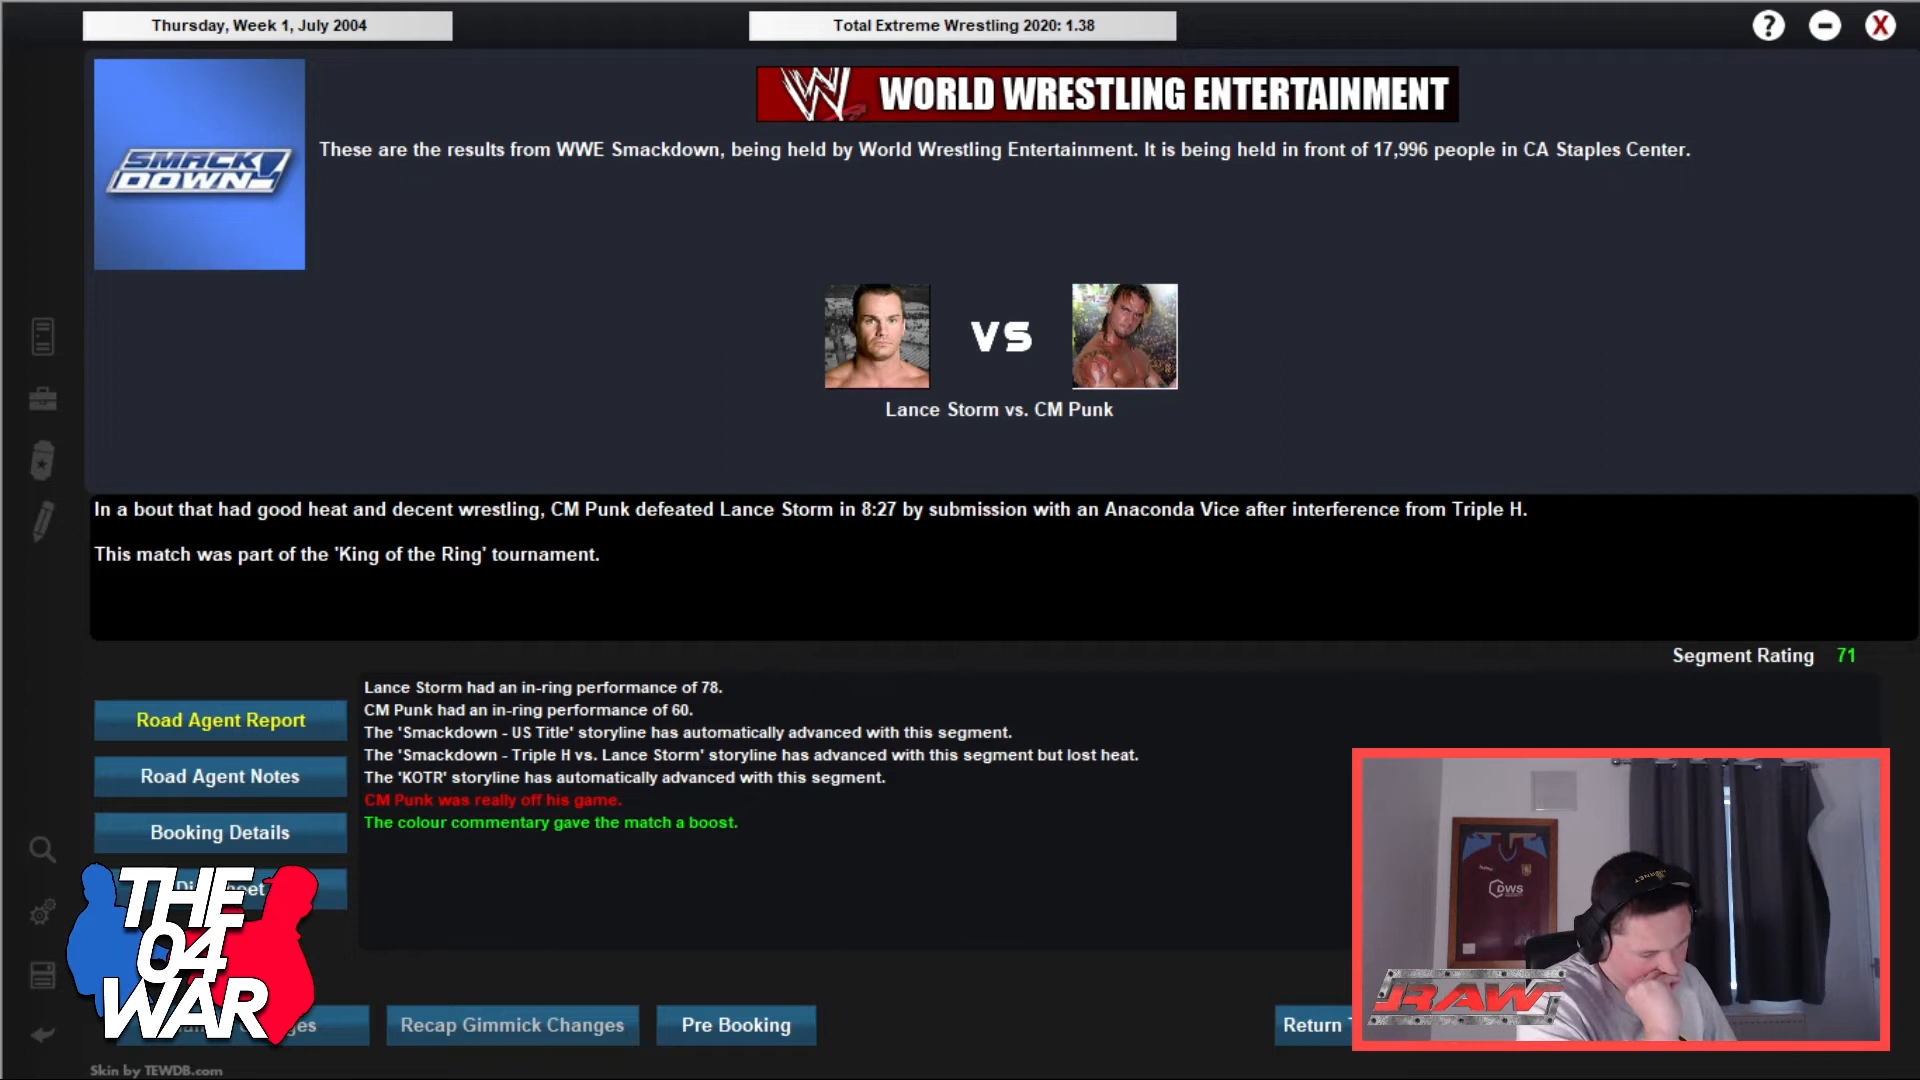 Thursday, Week 1, July 2004
Total Extreme Wrestling 2020: 1.38
?
X
SMACK
DOWN!
W WORLD WRESTLING ENTERTAINMENT
These are the results from WWE Smackdown, being held by World Wrestling Entertainment. It is being held in front of 17,996 people in CA Staples Center.
VS
Lance Storm vs. CM Punk
In a bout that had good heat and decent wrestling, CM Punk defeated Lance Storm in 8:27 by submission with an Anaconda Vice after interference from Triple H.
This match was part of the 'King of the Ring' tournament.
Segment Rating 71
Road Agent Report
Road Agent Notes
Booking Details
Lance Storm had an in-ring performance of 78.
CM Punk had an in-ring performance of 60.
The 'Smackdown - US Title' storyline has automatically advanced with this segment.
The 'Smackdown - Triple H vs. Lance Storm' storyline has advanced with this segment but lost heat.
The 'KOTR' storyline has automatically advanced with this segment.
CM Punk was really off his game.
The colour commentary gave the match a boost.
THE
04
WAR
Recap Gimmick Changes
Pre Booking
Return
DWS
RAW
Skin by TEWDB.com